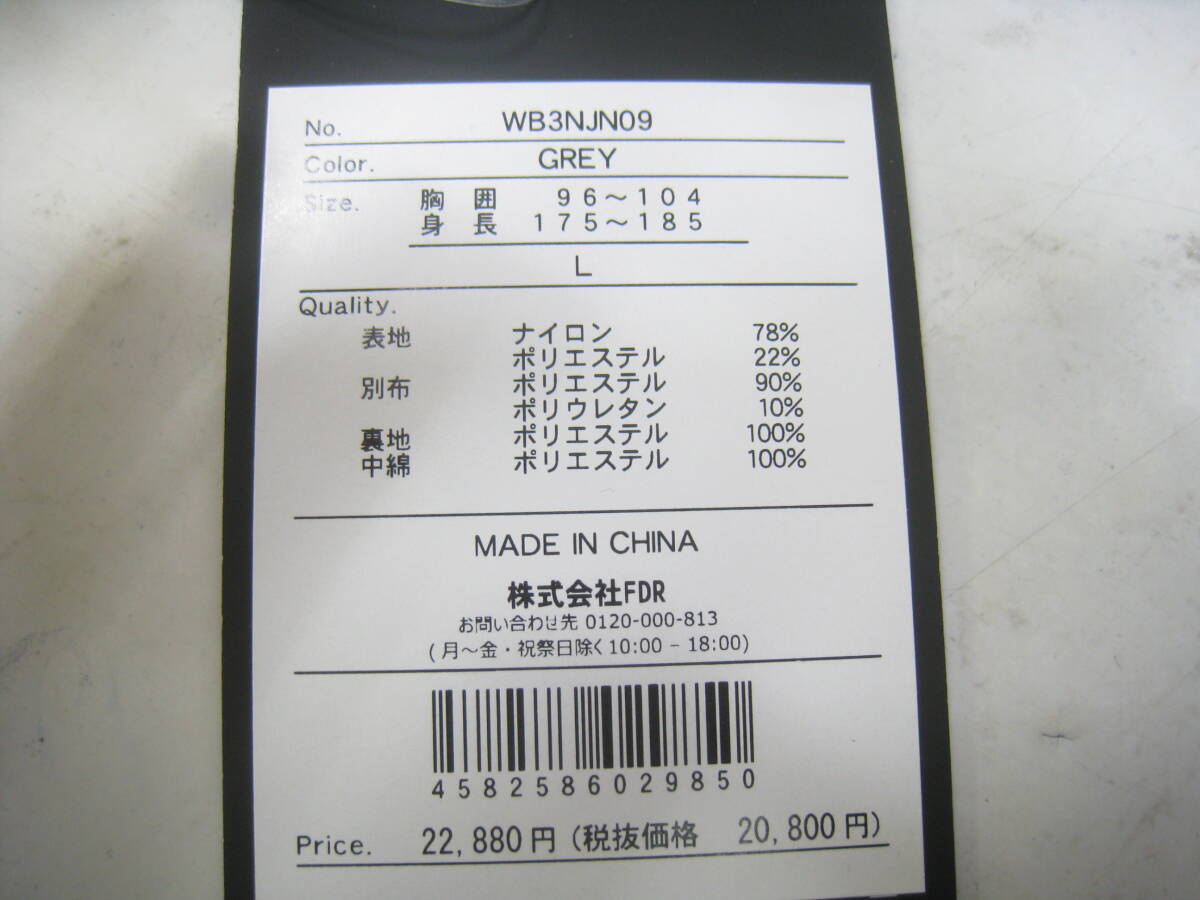 No. WB3NJN09
Color. GREY
Size. 胸囲 96～104
身長 175～185
L
Quality.
表地 ナイロン 78%
ポリエステル 22%
別布 ポリエステル 90%
ポリウレタン 10%
裏地 ポリエステル 100%
中綿 ポリエステル 100%
MADE IN CHINA
株式会社FDR
お問い合わせ先 0120-000-813
(月～金・祝祭日除く10:00 - 18:00)
4582586029850
Price. 22,880円 (税抜価格 20,800円)